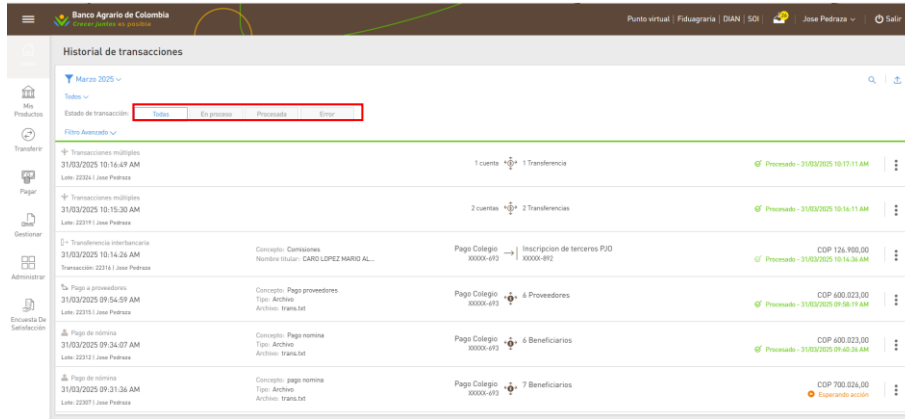 Banco Agrario de Colombia
Crecer juntos es posible
Punto virtual | Fiduagraria | DIAN | SOI | Jose Pedraza | Salir
Historial de transacciones
Marzo 2025
Todos
Estado de transacción: Todas En proceso Procesada Error
Filtro Avanzado
Mis
Productos
Transferir
Pagar
Gestionar
Administrar
Encuesta De
Satisfacción
Transacciones múltiples
31/03/2025 10:16:49 AM 1 cuenta 1 Transferencia Procesado - 31/03/2025 10:17:11 AM
Lote: 22324 | Jose Pedraza
Transacciones múltiples
31/03/2025 10:15:30 AM 2 cuentas 2 Transferencias Procesado - 31/03/2025 10:16:11 AM
Lote: 22319 | Jose Pedraza
Transferencia interbancaria
31/03/2025 10:14:26 AM
Transacción: 22316 | Jose Pedraza
Concepto: Comisiones
Nombre titular: CARO LOPEZ MARIO AL...
Pago Colegio
XXXXX-693
Inscripcion de terceros PJO
XXXXX-892
COP 126.900,00
Procesado - 31/03/2025 10:14:36 AM
Pago a proveedores
31/03/2025 09:54:59 AM
Lote: 22315 | Jose Pedraza
Concepto: Pago proveedores
Tipo: Archivo
Archivo: trans.txt
Pago Colegio
XXXXX-693
6 Proveedores
COP 600.023,00
Procesado - 31/03/2025 09:58:19 AM
Pago de nómina
31/03/2025 09:34:07 AM
Lote: 22312 | Jose Pedraza
Concepto: Pago nomina
Tipo: Archivo
Archivo: trans.txt
Pago Colegio
XXXXX-693
6 Beneficiarios
COP 600.023,00
Procesado - 31/03/2025 09:40:24 AM
Pago de nómina
31/03/2025 09:31:36 AM
Lote: 22307 | Jose Pedraza
Concepto: pago nomina
Tipo: Archivo
Archivo: trans.txt
Pago Colegio
XXXXX-693
7 Beneficiarios
COP 700.026,00
Esperando acción